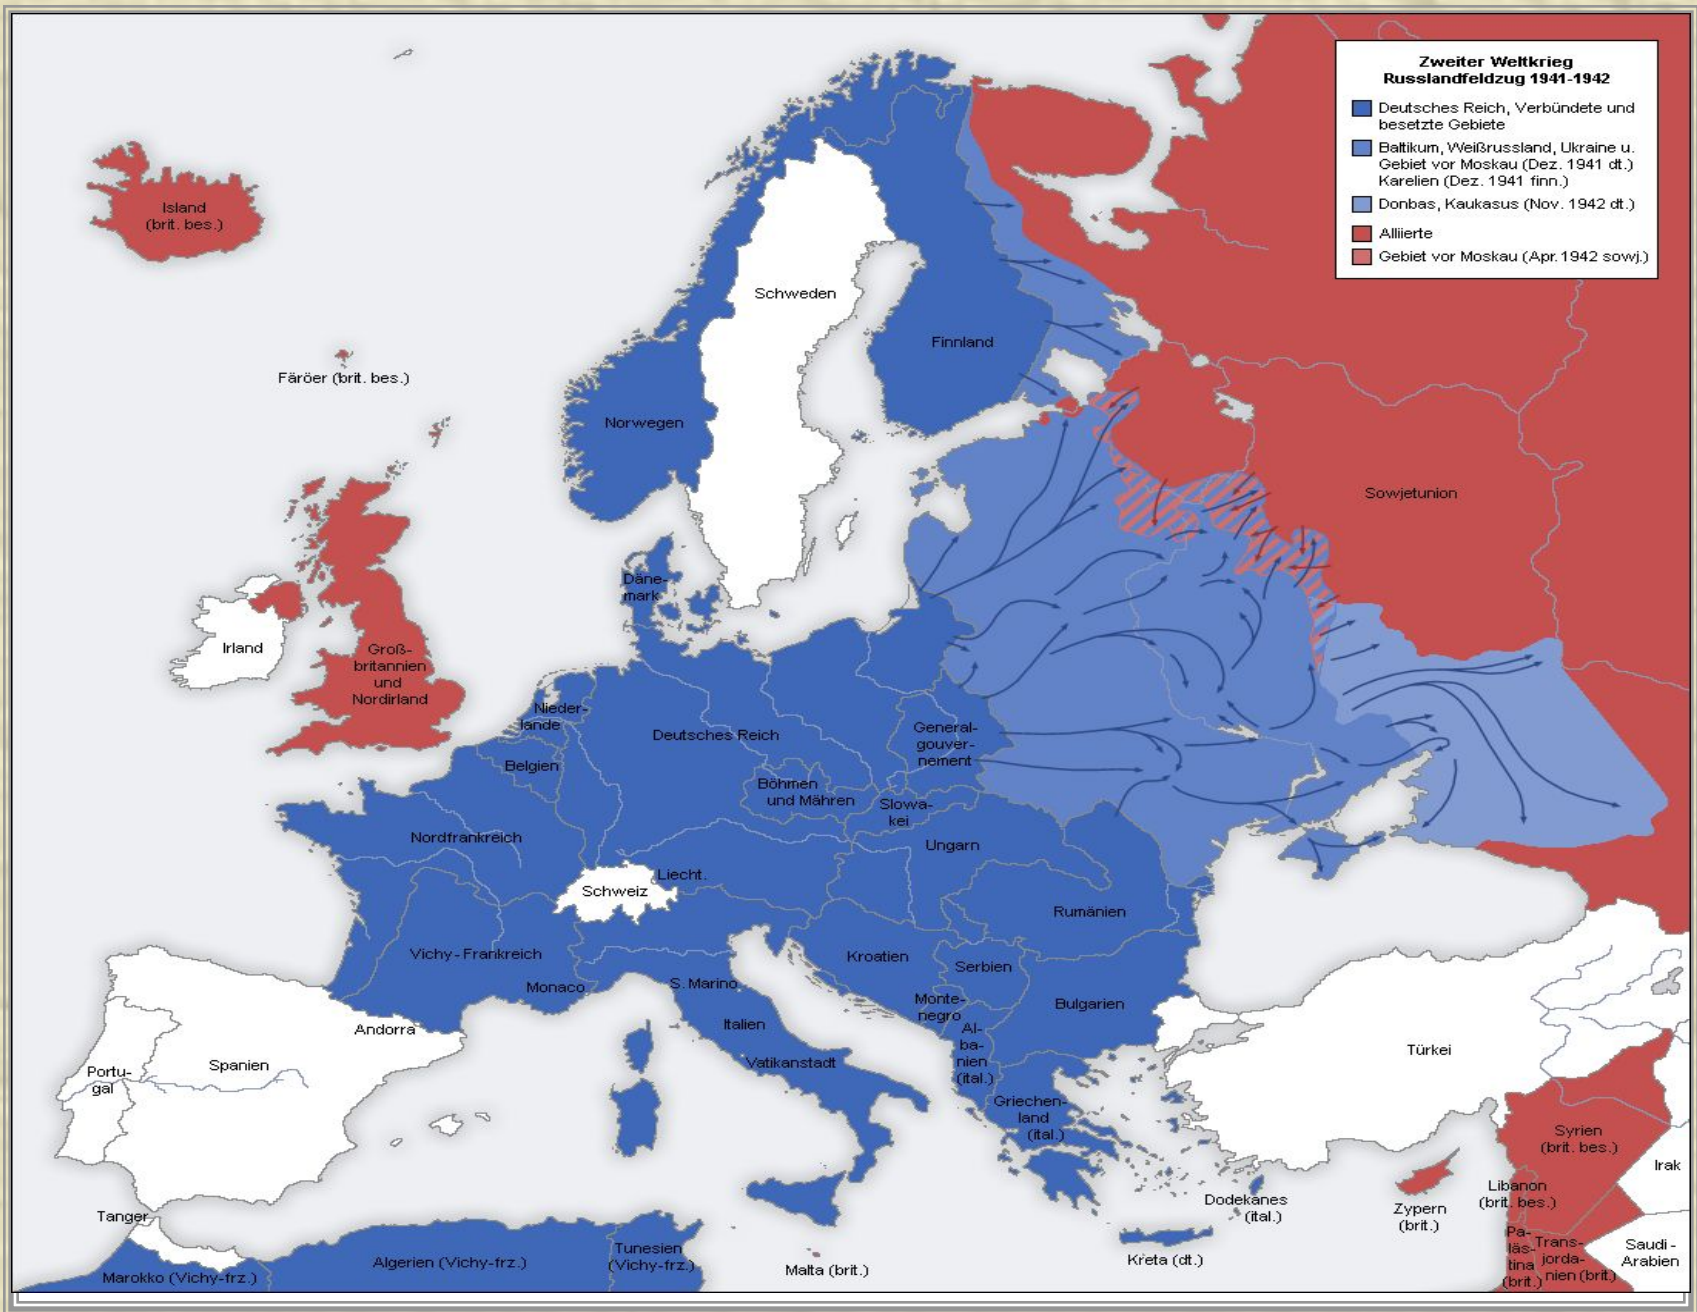 Zweiter Weltkrieg
Russlandfeldzug 1941-1942
Deutsches Reich, Verbündete und
besetzte Gebiete
Baltikum, Weißrussland, Ukraine u.
Gebiet vor Moskau (Dez. 1941 dt.)
Karelien (Dez. 1941 finn.)
Donbas, Kaukasus (Nov. 1942 dt.)
Alliierte
Gebiet vor Moskau (Apr. 1942 sowj.)
Island
(brit. bes.)
Schweden
Finnland
Färöer (brit. bes.)
Norwegen
Sowjetunion
Däne-
mark
Irland
Groß-
britannien
und
Nordirland
Nieder-
lande
Deutsches Reich
General-
gouver-
nement
Belgien
Böhmen
und Mähren
Slowa-
kei
Nordfrankreich
Ungarn
Liecht.
Schweiz
Rumänien
Vichy-Frankreich
Kroatien
Serbien
Monaco
S. Marino
Monte-
negro
Bulgarien
Andorra
Italien
Al-
ba-
nien
(ital.)
Türkei
Spanien
Vatikanstadt
Portu-
gal
Griechen-
land
(ital.)
Syrien
(brit. bes.)
Irak
Libanon
(brit. bes.)
Dodekanes
(ital.)
Zypern
(brit.)
Tanger
Pa-
läs-
tina
(brit.)
Trans-
jorda-
nien (brit.)
Saudi-
Arabien
Marokko (Vichy-frz.)
Algerien (Vichy-frz.)
Tunesien
(Vichy-frz.)
Malta (brit.)
Kreta (dt.)